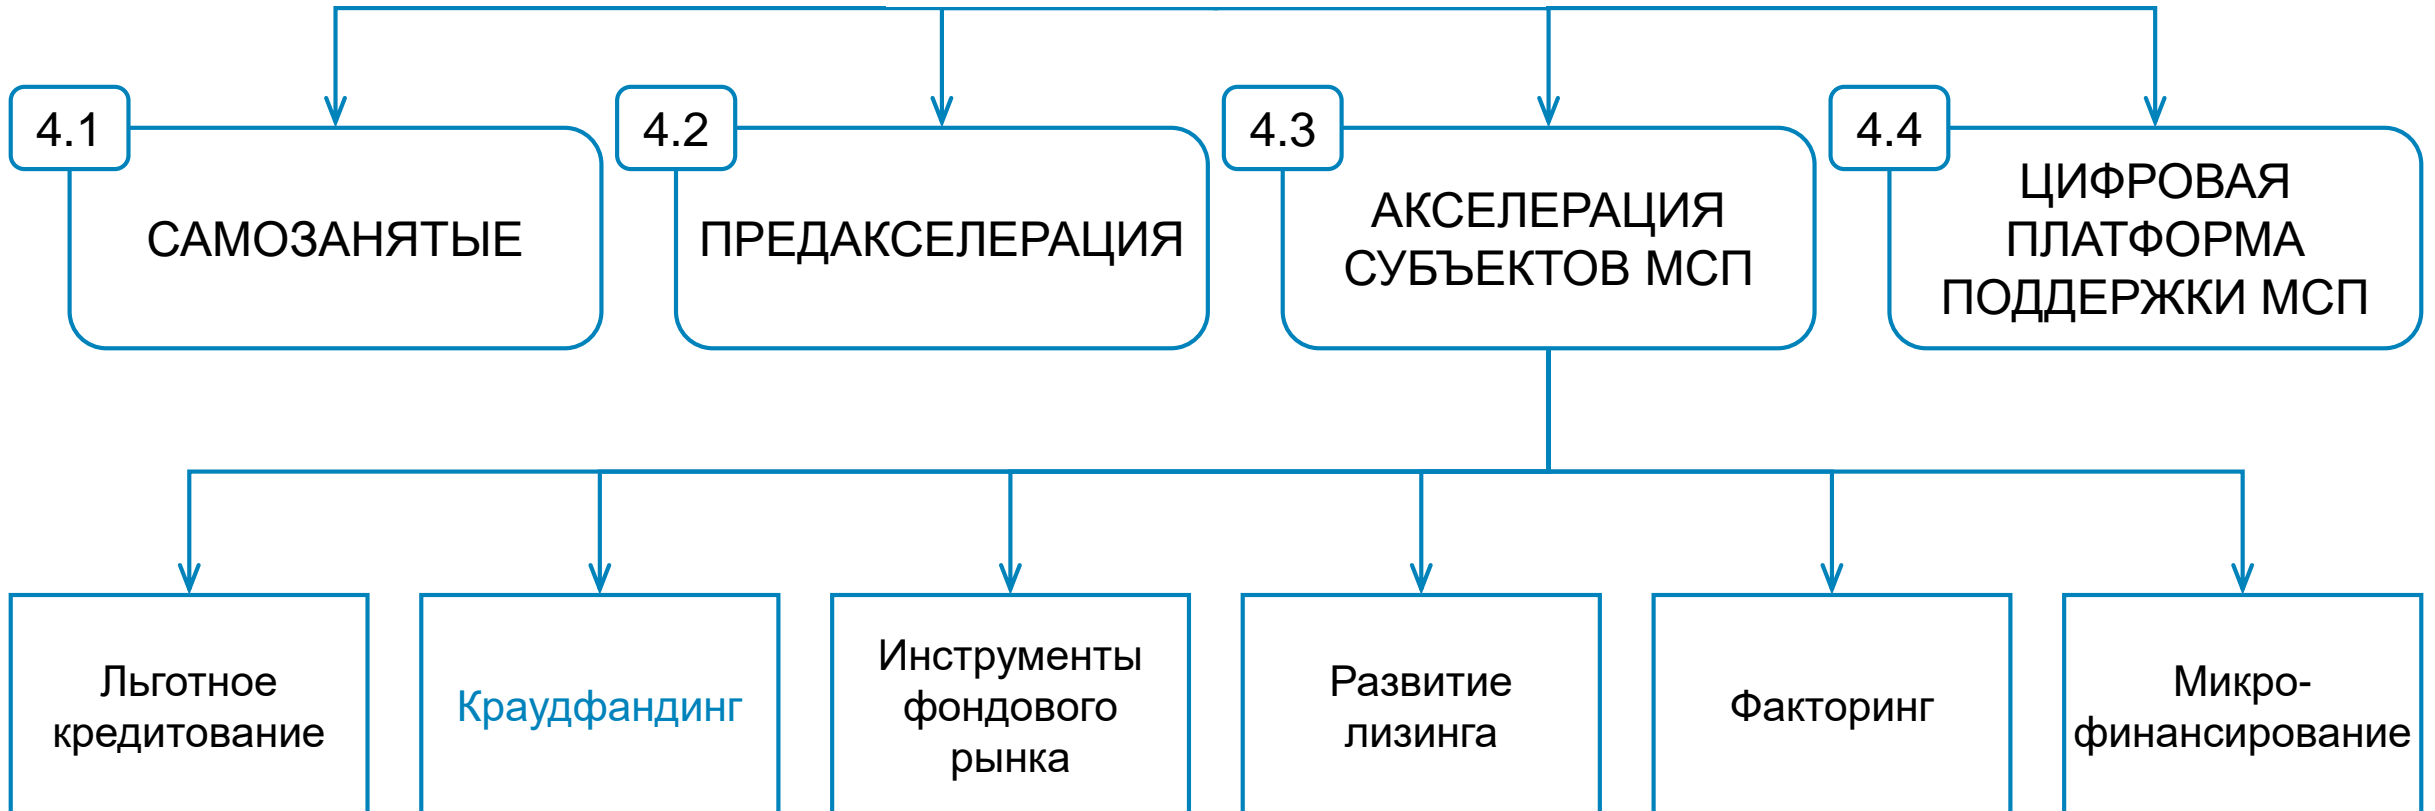 4.1
САМОЗАНЯТЫЕ
4.2
ПРЕДАКСЕЛЕРАЦИЯ
4.3
АКСЕЛЕРАЦИЯ
СУБЪЕКТОВ МСП
4.4
ЦИФРОВАЯ
ПЛАТФОРМА
ПОДДЕРЖКИ МСП
Льготное
кредитование
Краудфандинг
Инструменты
фондового
рынка
Развитие
лизинга
Факторинг
Микро-
финансирование